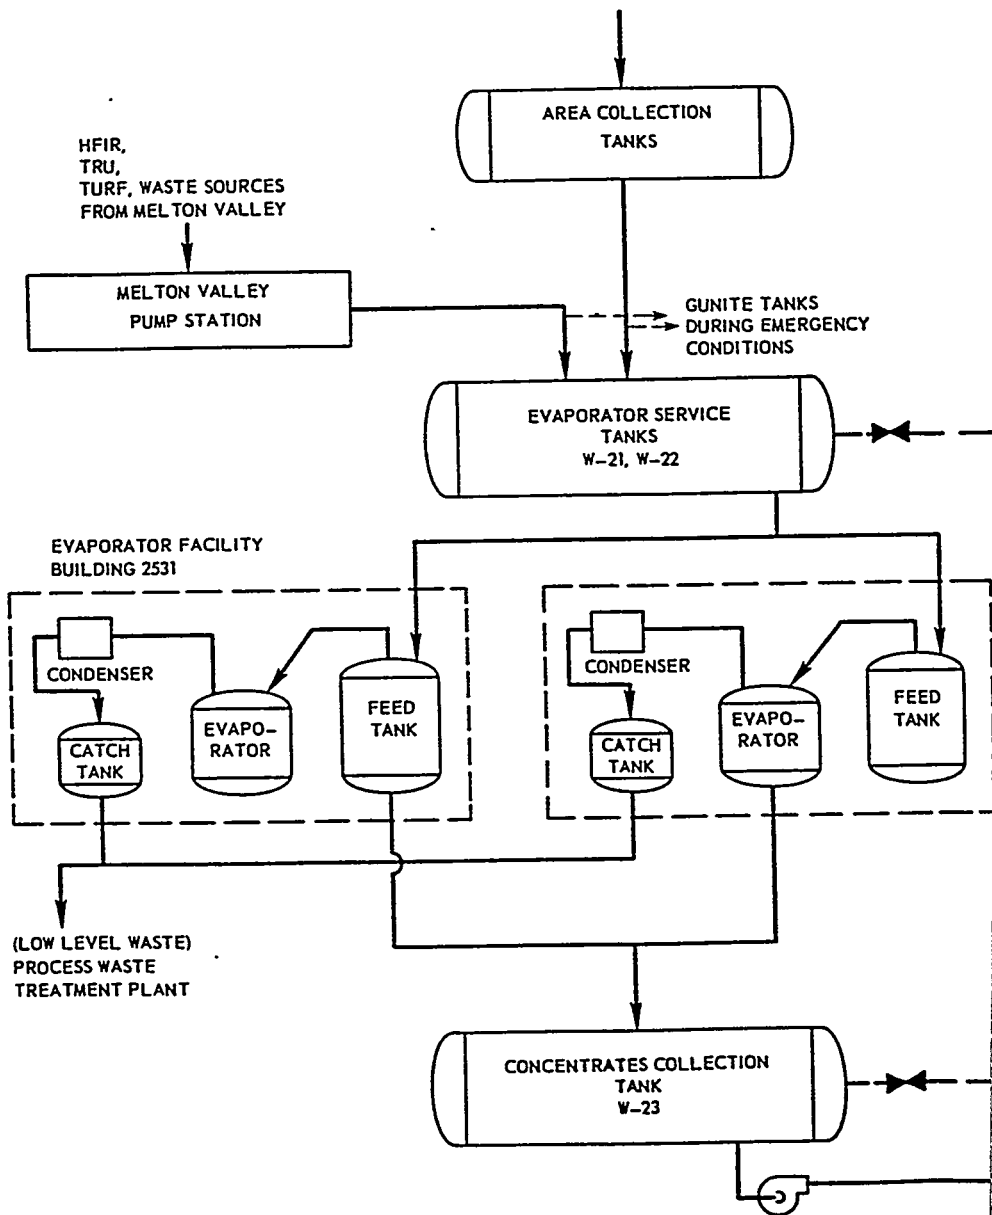 AREA COLLECTION
TANKS
HFIR,
TRU,
TURF, WASTE SOURCES
FROM MELTON VALLEY
MELTON VALLEY
PUMP STATION
GUNITE TANKS
DURING EMERGENCY
CONDITIONS
EVAPORATOR SERVICE
TANKS
W-21, W-22
EVAPORATOR FACILITY
BUILDING 2531
CONDENSER
CATCH
TANK
EVAPO-
RATOR
FEED
TANK
CONDENSER
CATCH
TANK
EVAPO-
RATOR
FEED
TANK
(LOW LEVEL WASTE)
PROCESS WASTE
TREATMENT PLANT
CONCENTRATES COLLECTION
TANK
W-23